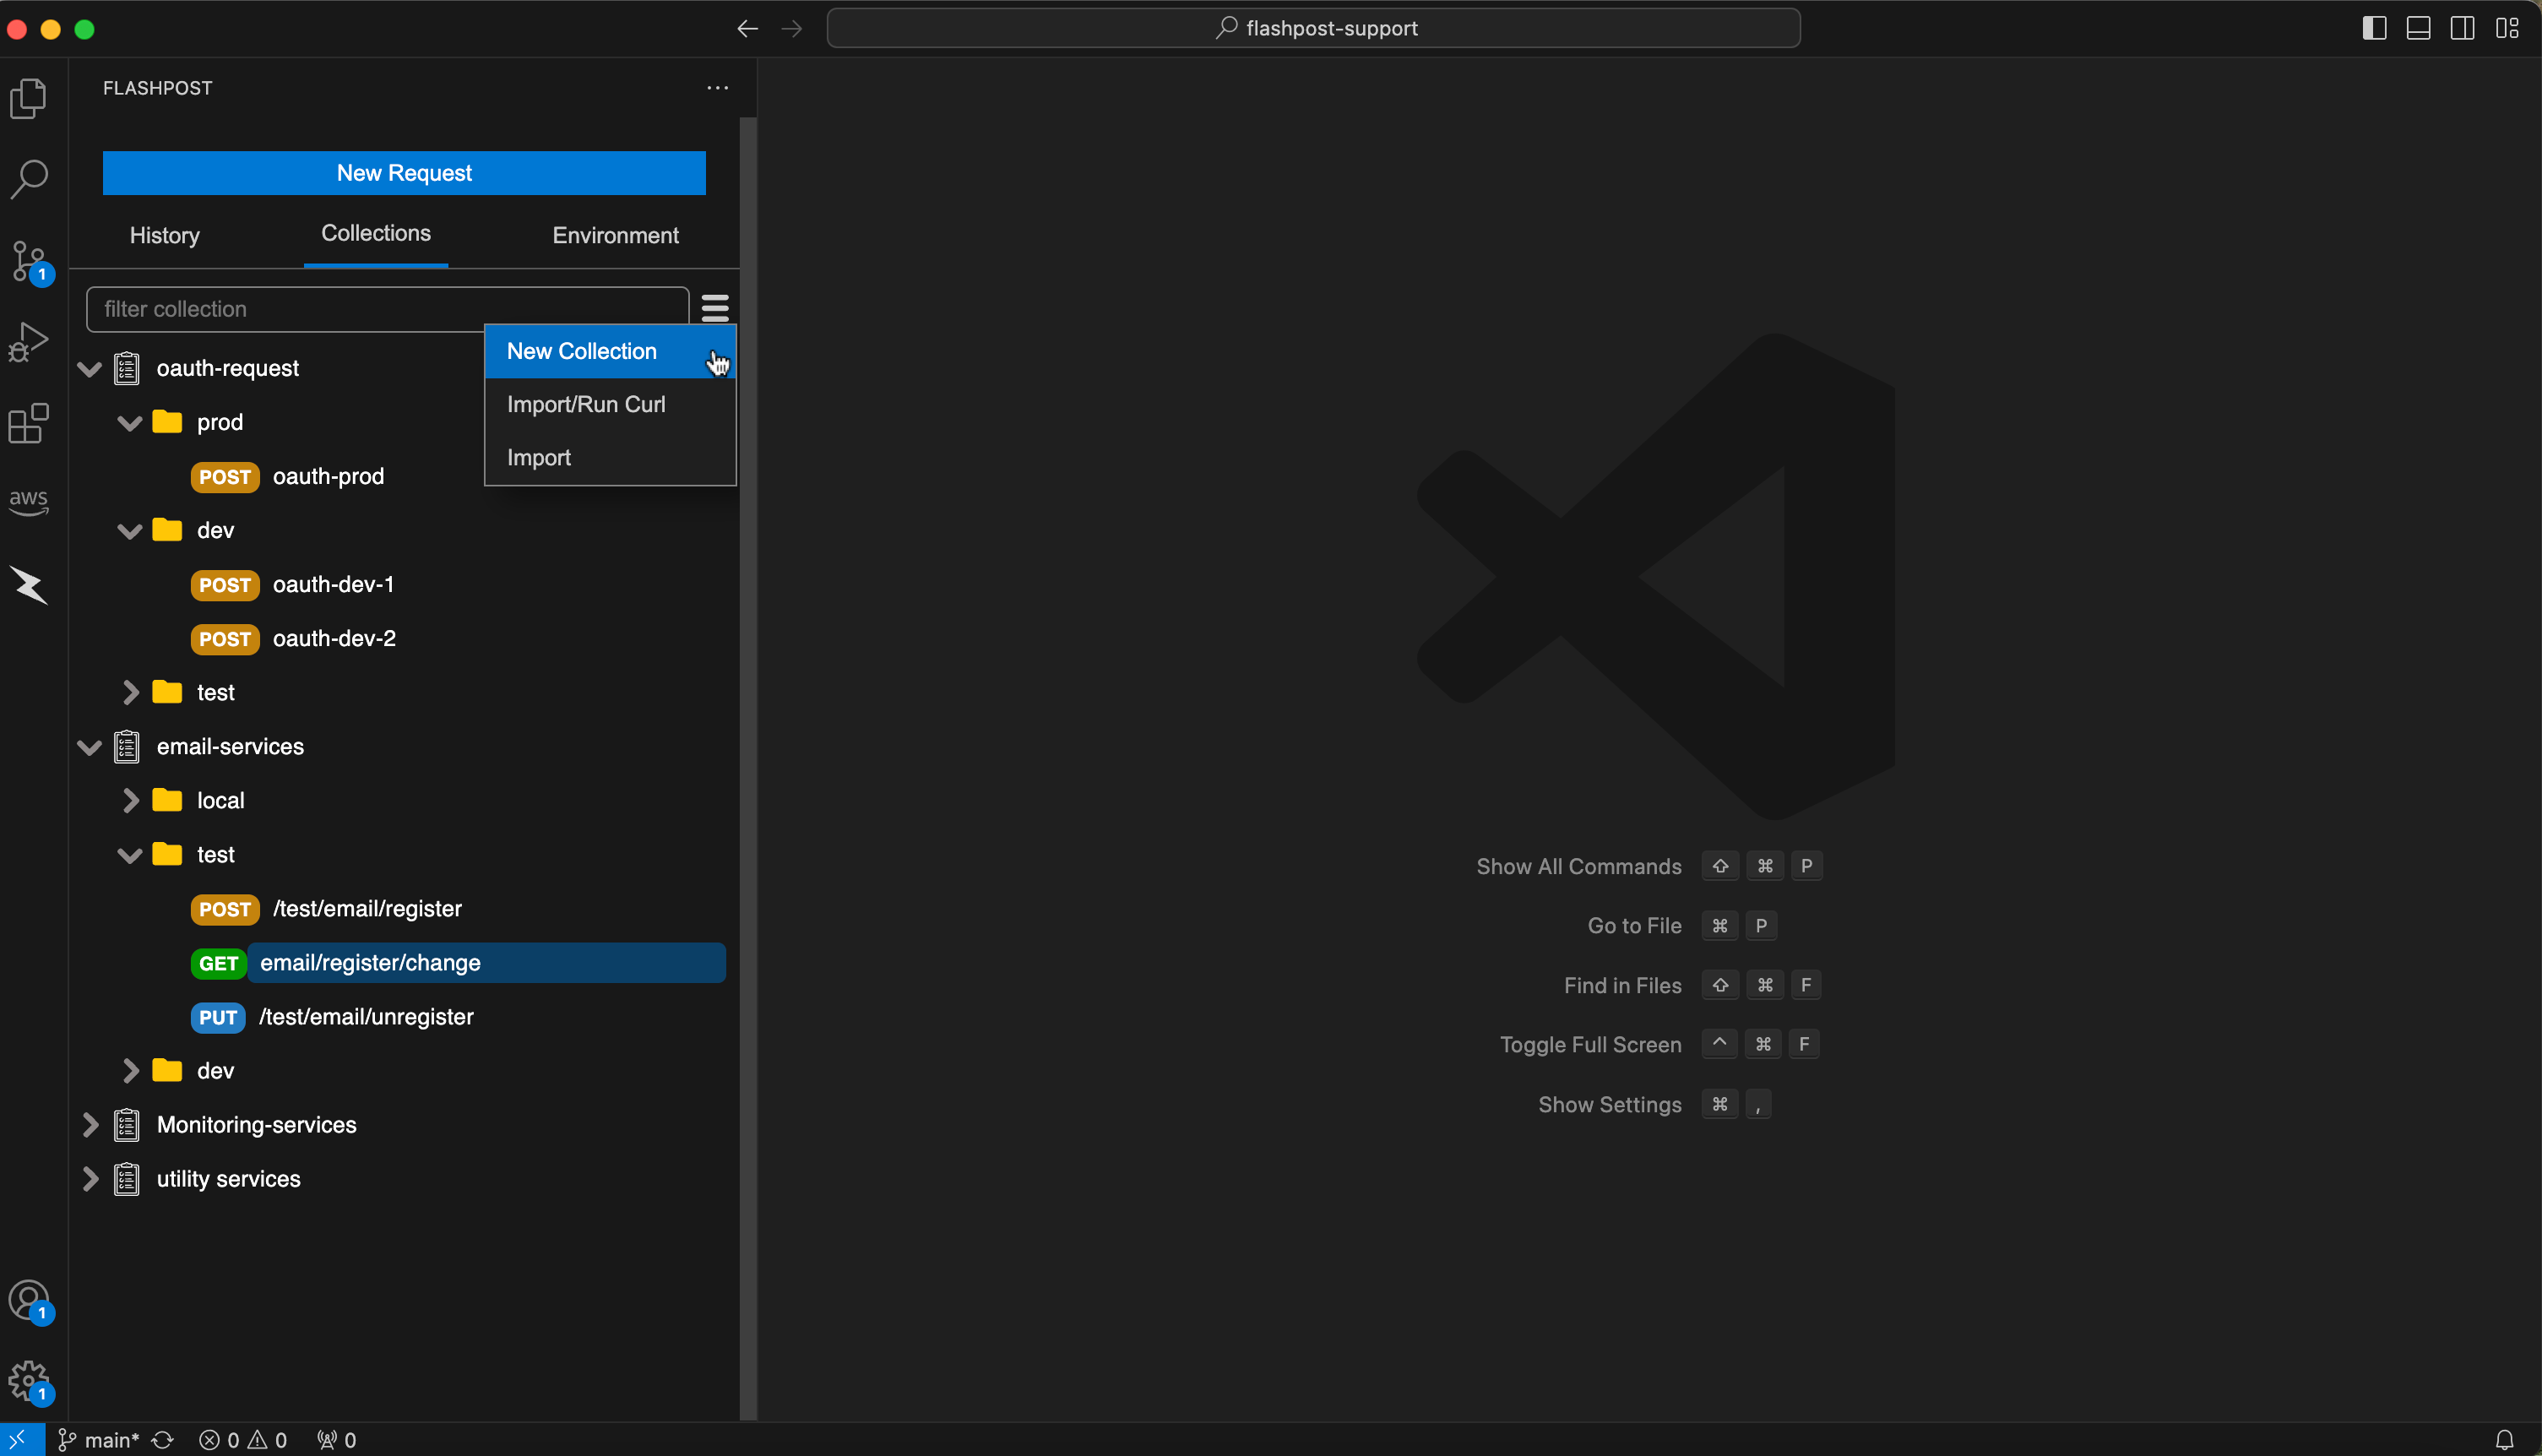 flashpost-support
FLASHPOST
New Request
History Collections Environment
filter collection
New Collection
Import/Run Curl
Import
oauth-request
prod
POST oauth-prod
dev
POST oauth-dev-1
POST oauth-dev-2
test
email-services
local
test
POST /test/email/register
GET email/register/change
PUT /test/email/unregister
dev
Monitoring-services
utility services
1
aws
1
1
Show All Commands ⇧ ⌘ P
Go to File ⌘ P
Find in Files ⇧ ⌘ F
Toggle Full Screen ^ ⌘ F
Show Settings ⌘ ,
main* 0 0 0